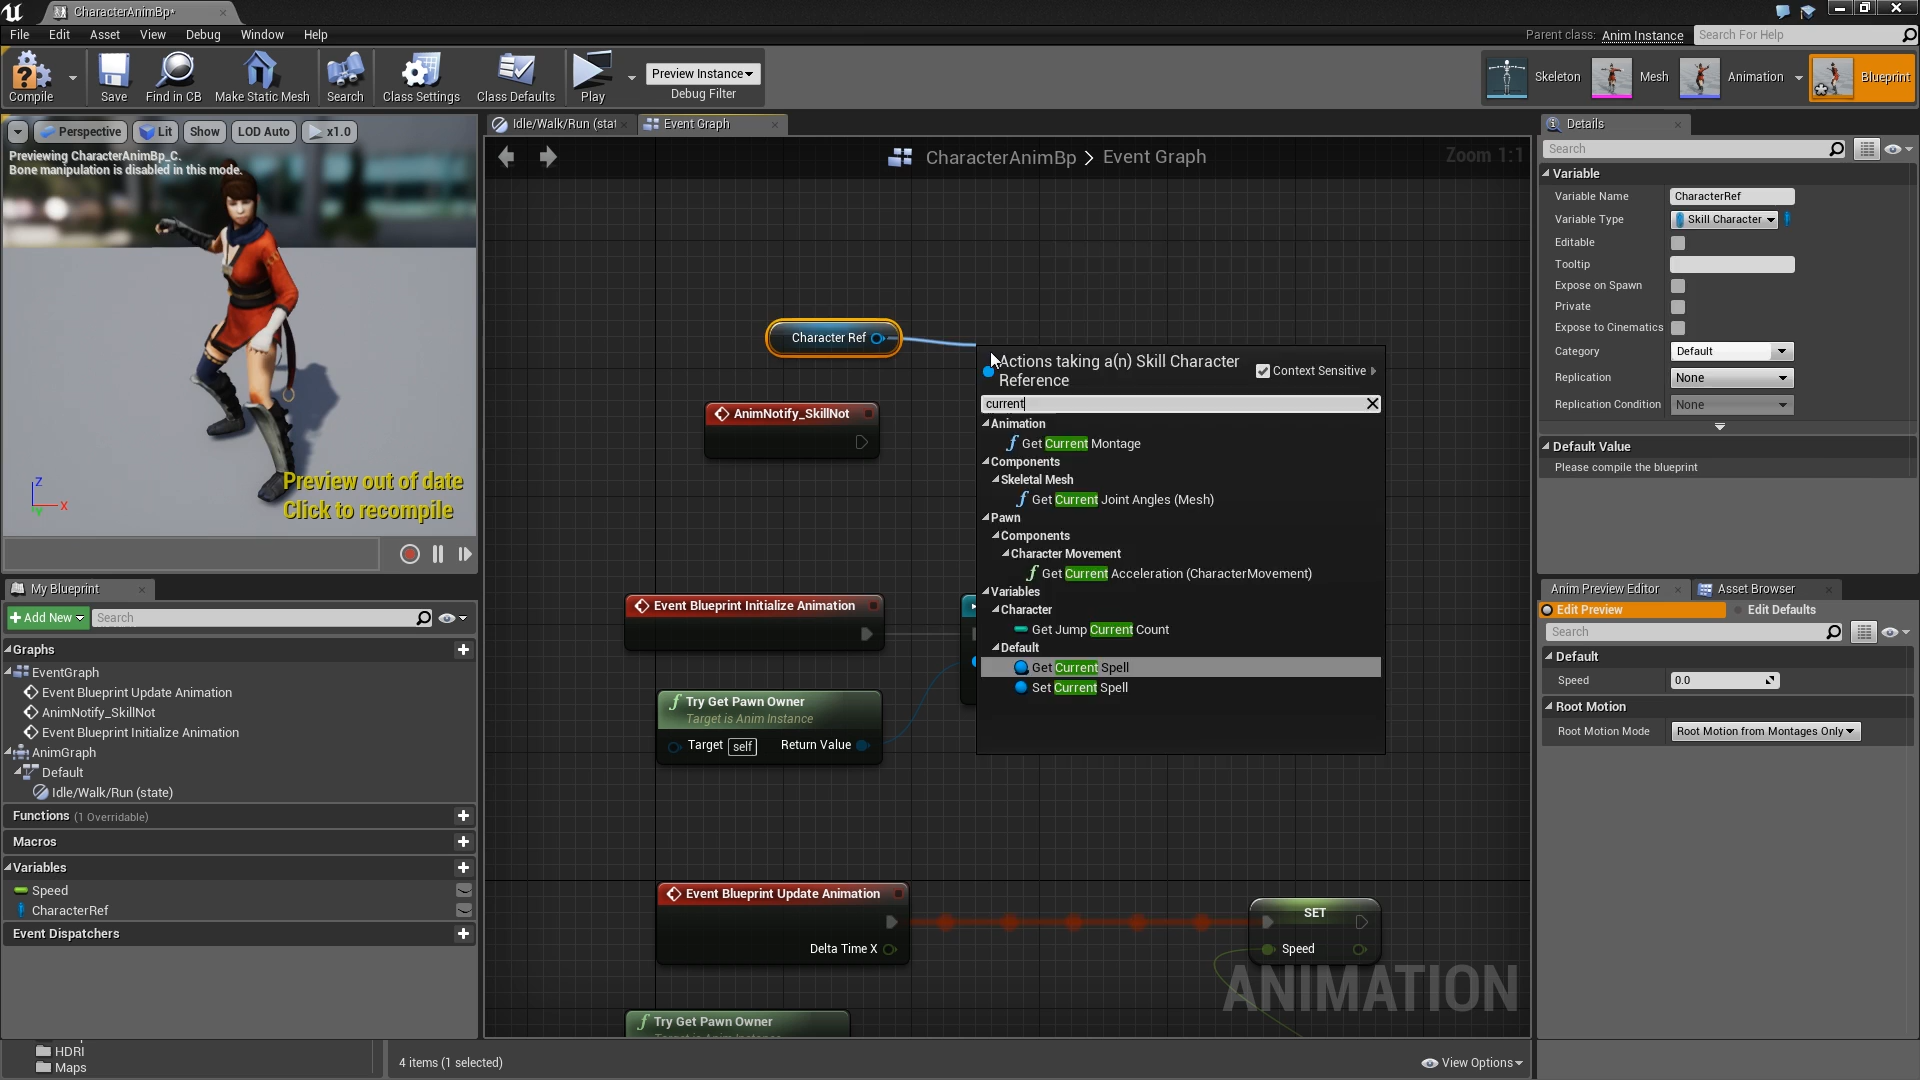 CharacterAnimBp*
File Edit Asset View Debug Window Help
Parent class: Anim Instance Search For Help
Compile Save Find in CB Make Static Mesh Search Class Settings Class Defaults Play
Preview Instance
Debug Filter
Skeleton Mesh Animation Blueprint
Perspective Lit Show LOD Auto x1.0
Previewing CharacterAnimBp_C.
Bone manipulation is disabled in this mode.
Z
X
Preview out of date
Click to recompile
My Blueprint
Add New Search
Graphs
EventGraph
Event Blueprint Update Animation
AnimNotify_SkillNot
Event Blueprint Initialize Animation
AnimGraph
Default
Idle/Walk/Run (state)
Functions (1 Overridable)
Macros
Variables
Speed
CharacterRef
Event Dispatchers
HDRI
Maps
Idle/Walk/Run (stat Event Graph
CharacterAnimBp > Event Graph
Zoom 1:1
Character Ref
AnimNotify_SkillNot
Event Blueprint Initialize Animation
Try Get Pawn Owner
Target is Anim Instance
Target self Return Value
Actions taking a(n) Skill Character
Reference
Context Sensitive
current
Animation
Get Current Montage
Components
Skeletal Mesh
Get Current Joint Angles (Mesh)
Pawn
Components
Character Movement
Get Current Acceleration (CharacterMovement)
Variables
Character
Get Jump Current Count
Default
Get Current Spell
Set Current Spell
Event Blueprint Update Animation
Delta Time X
SET
Speed
ANIMATION
Try Get Pawn Owner
4 items (1 selected)
View Options
Details
Search
Variable
Variable Name CharacterRef
Variable Type Skill Character
Editable
Tooltip
Expose on Spawn
Private
Expose to Cinematics
Category Default
Replication None
Replication Condition None
Default Value
Please compile the blueprint
Anim Preview Editor Asset Browser
Edit Preview Edit Defaults
Search
Default
Speed 0.0
Root Motion
Root Motion Mode Root Motion from Montages Only